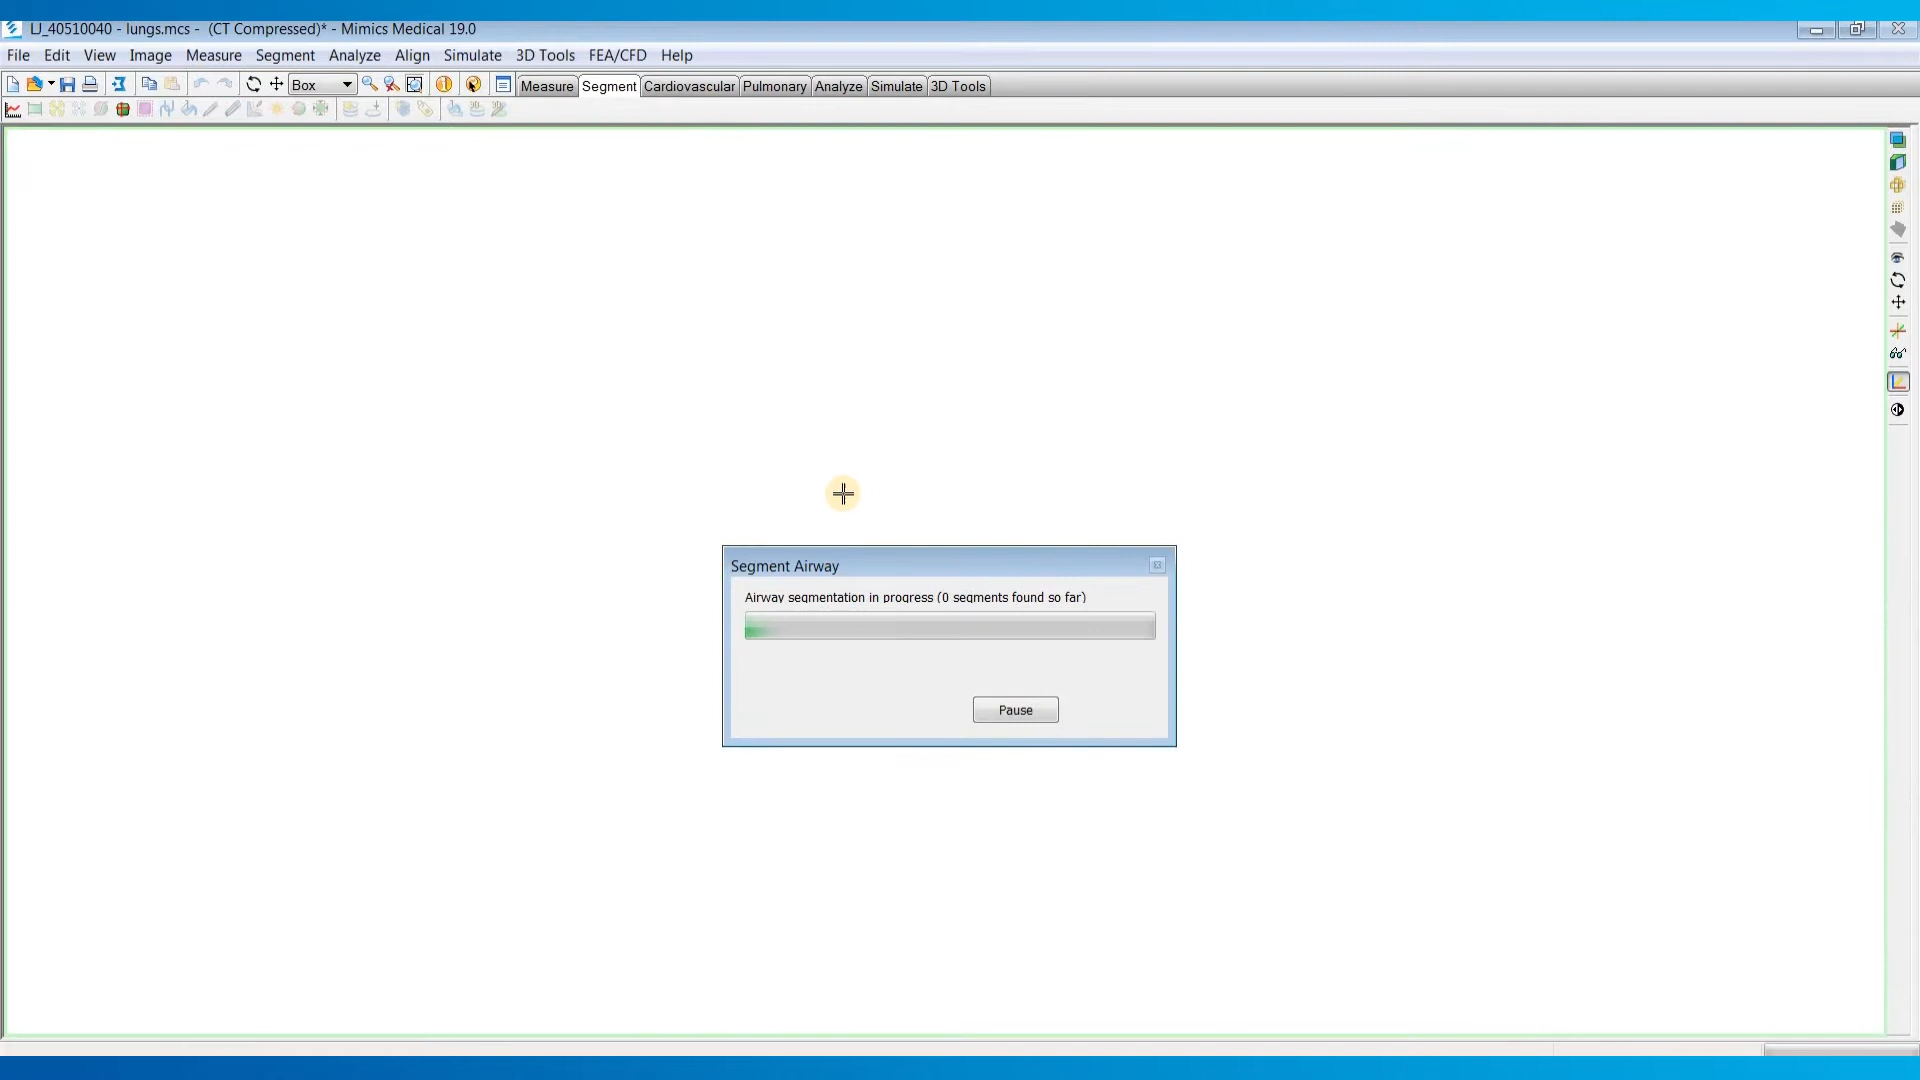 LJ_40510040 - lungs.mcs -  (CT Compressed)* - Mimics Medical 19.0
File Edit View Image Measure Segment Analyze Align Simulate 3D Tools FEA/CFD Help
Box Measure Segment Cardiovascular Pulmonary Analyze Simulate 3D Tools
Segment Airway
Airway segmentation in progress (0 segments found so far)
Pause